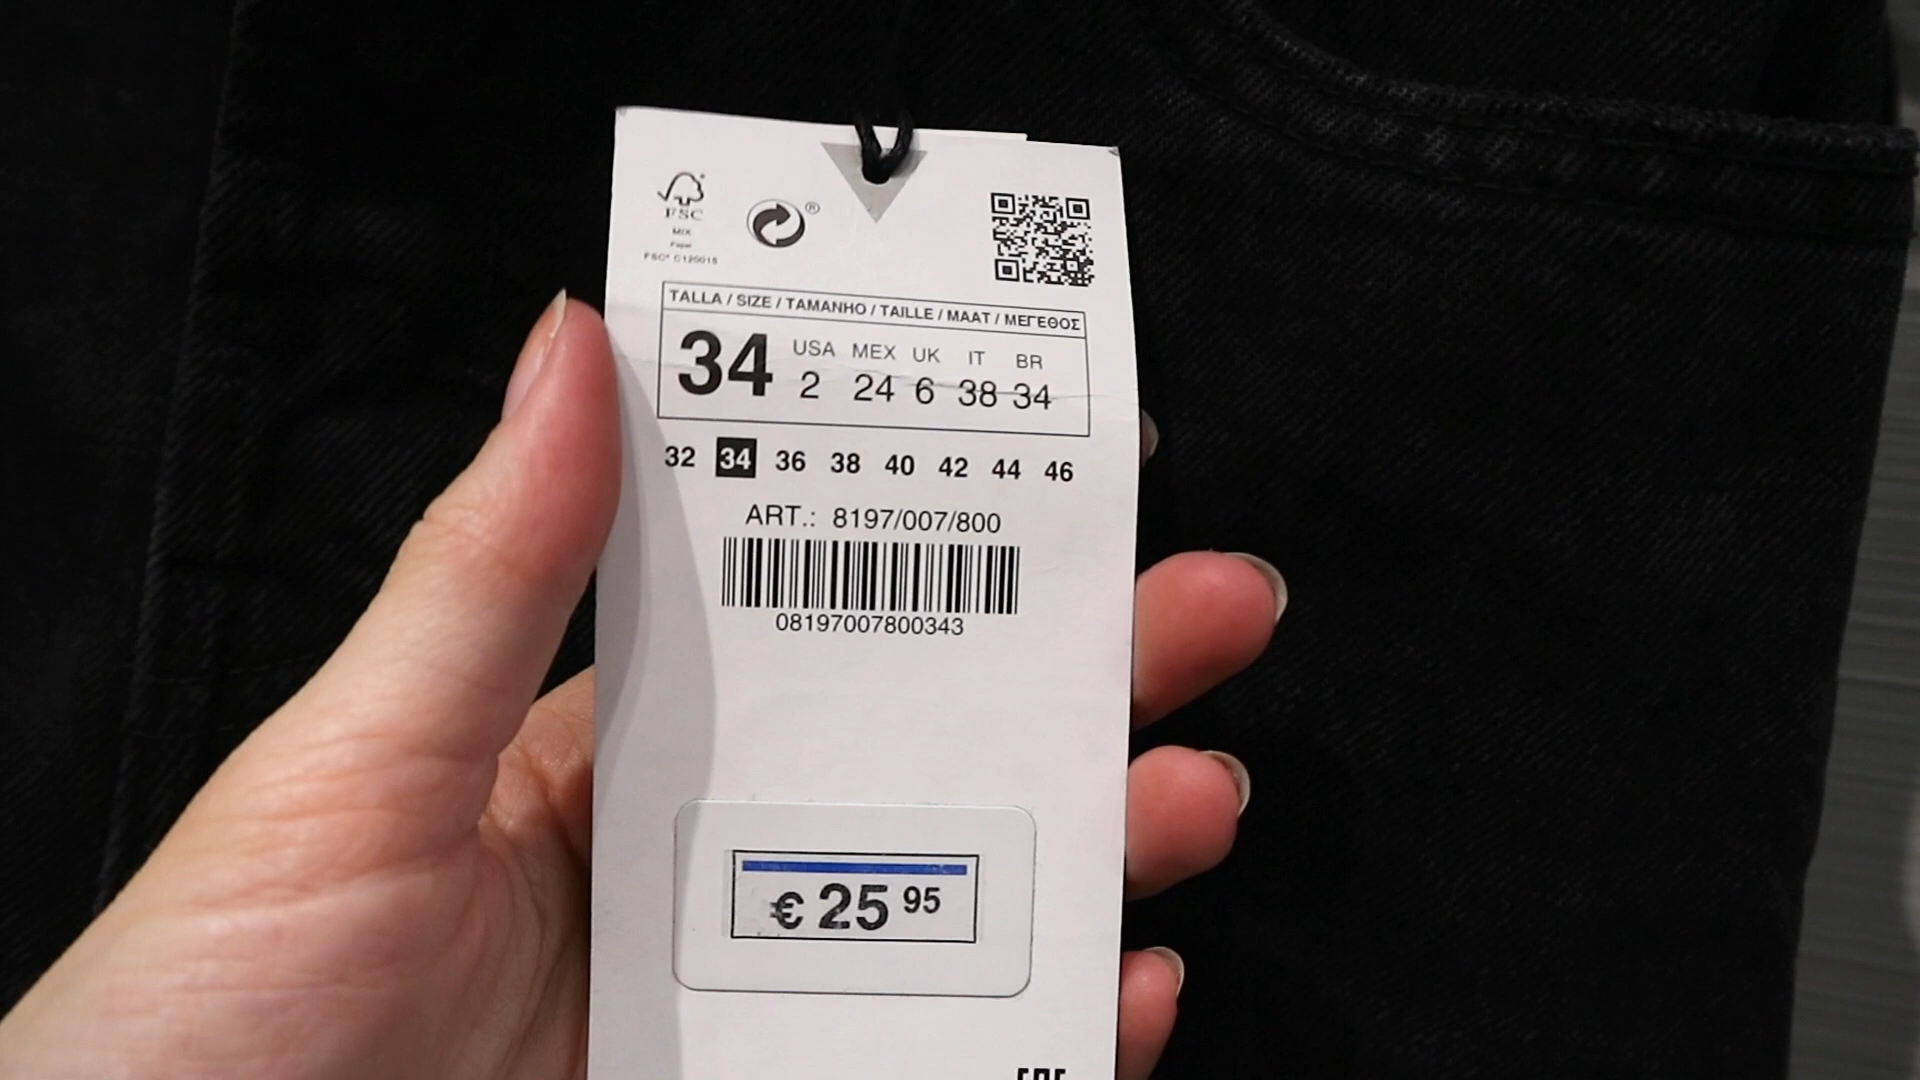 FSC
MIX
Paper
FSC® C120015
®
TALLA / SIZE / TAMANHO / TAILLE / MAAT / ΜΕΓΕΘΟΣ
34 USA MEX UK IT BR
2 24 6 38 34
32 34 36 38 40 42 44 46
ART.: 8197/007/800
08197007800343
€ 25 95